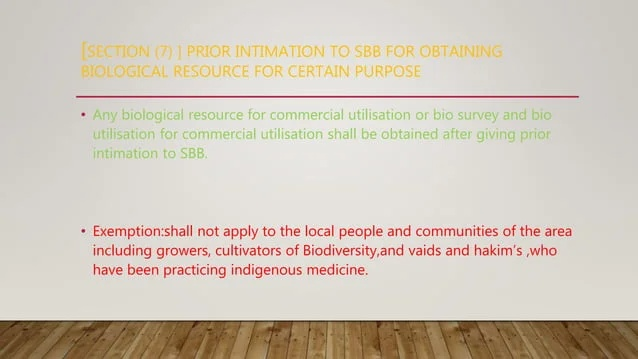 [SECTION (7) ] PRIOR INTIMATION TO SBB FOR OBTAINING
BIOLOGICAL RESOURCE FOR CERTAIN PURPOSE
• Any biological resource for commercial utilisation or bio survey and bio
utilisation for commercial utilisation shall be obtained after giving prior
intimation to SBB.
• Exemption:shall not apply to the local people and communities of the area
including growers, cultivators of Biodiversity,and vaids and hakim's ,who
have been practicing indigenous medicine.